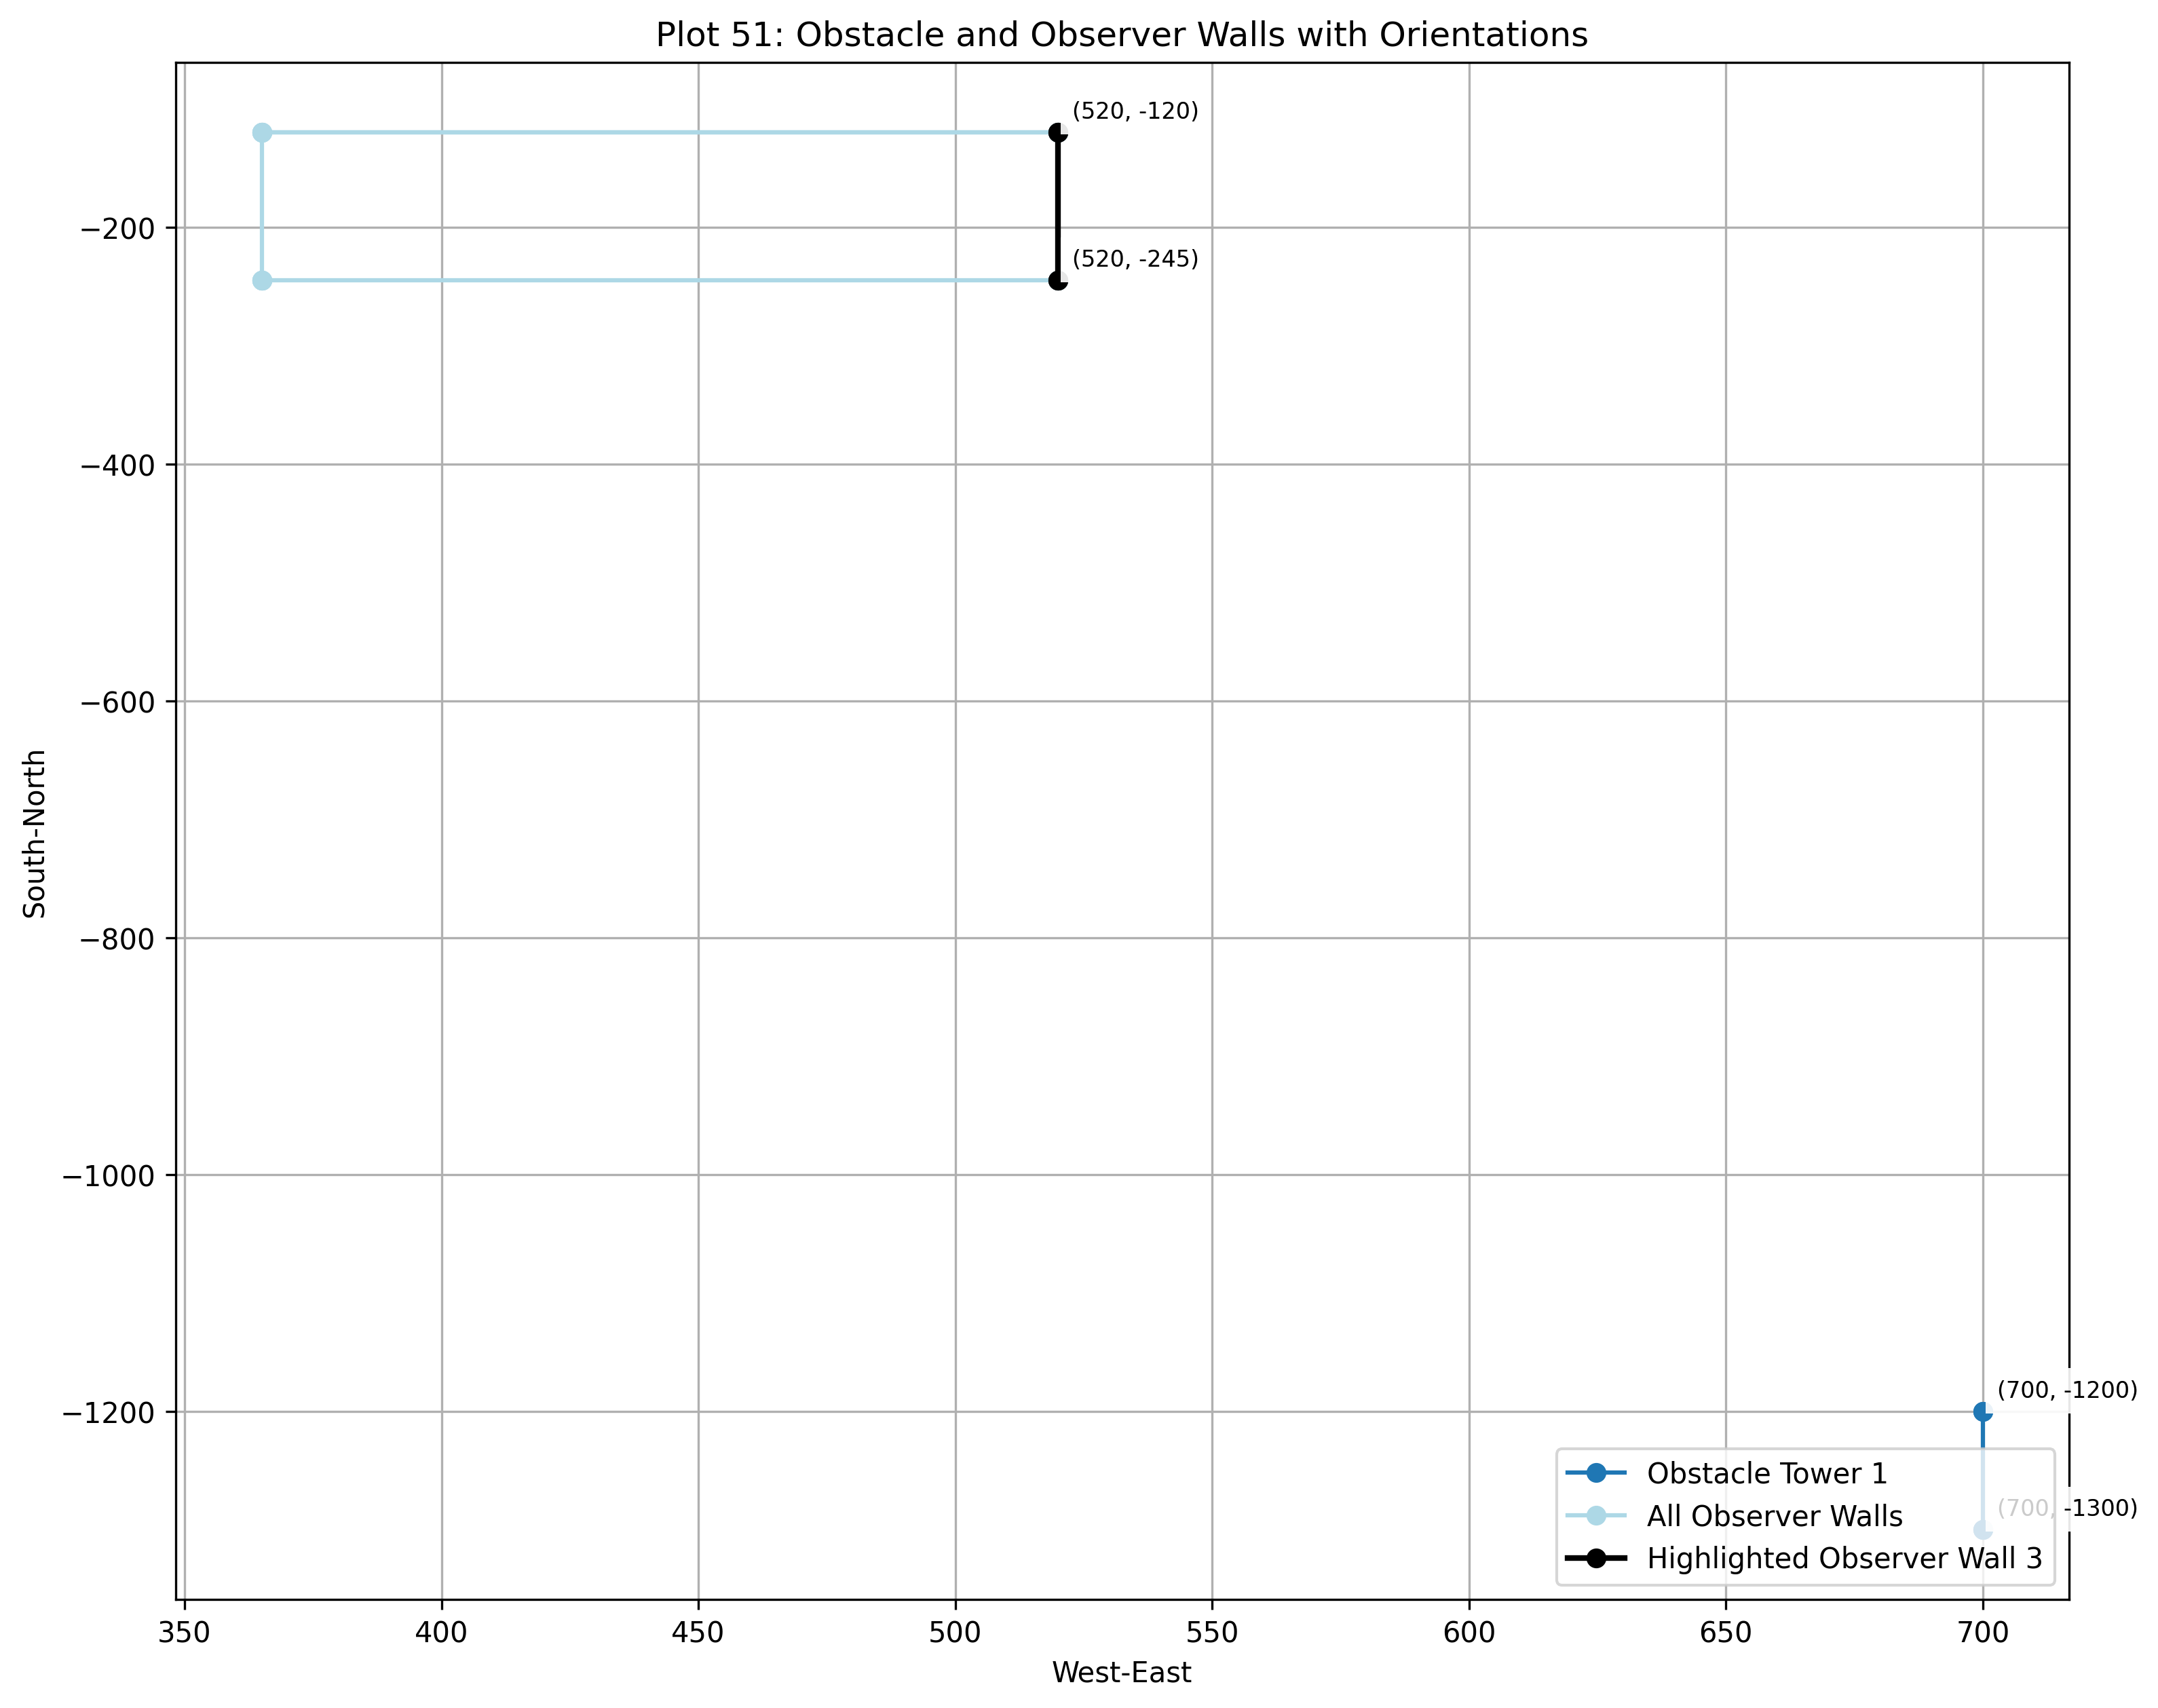 Plot 51: Obstacle and Observer Walls with Orientations
(520, -120)
−200
(520, -245)
−400
−600
South-North
−800
−1000
(700, -1200)
−1200
Obstacle Tower 1
(700, -1300)
All Observer Walls
Highlighted Observer Wall 3
350 400 450 500 550 600 650 700
West-East